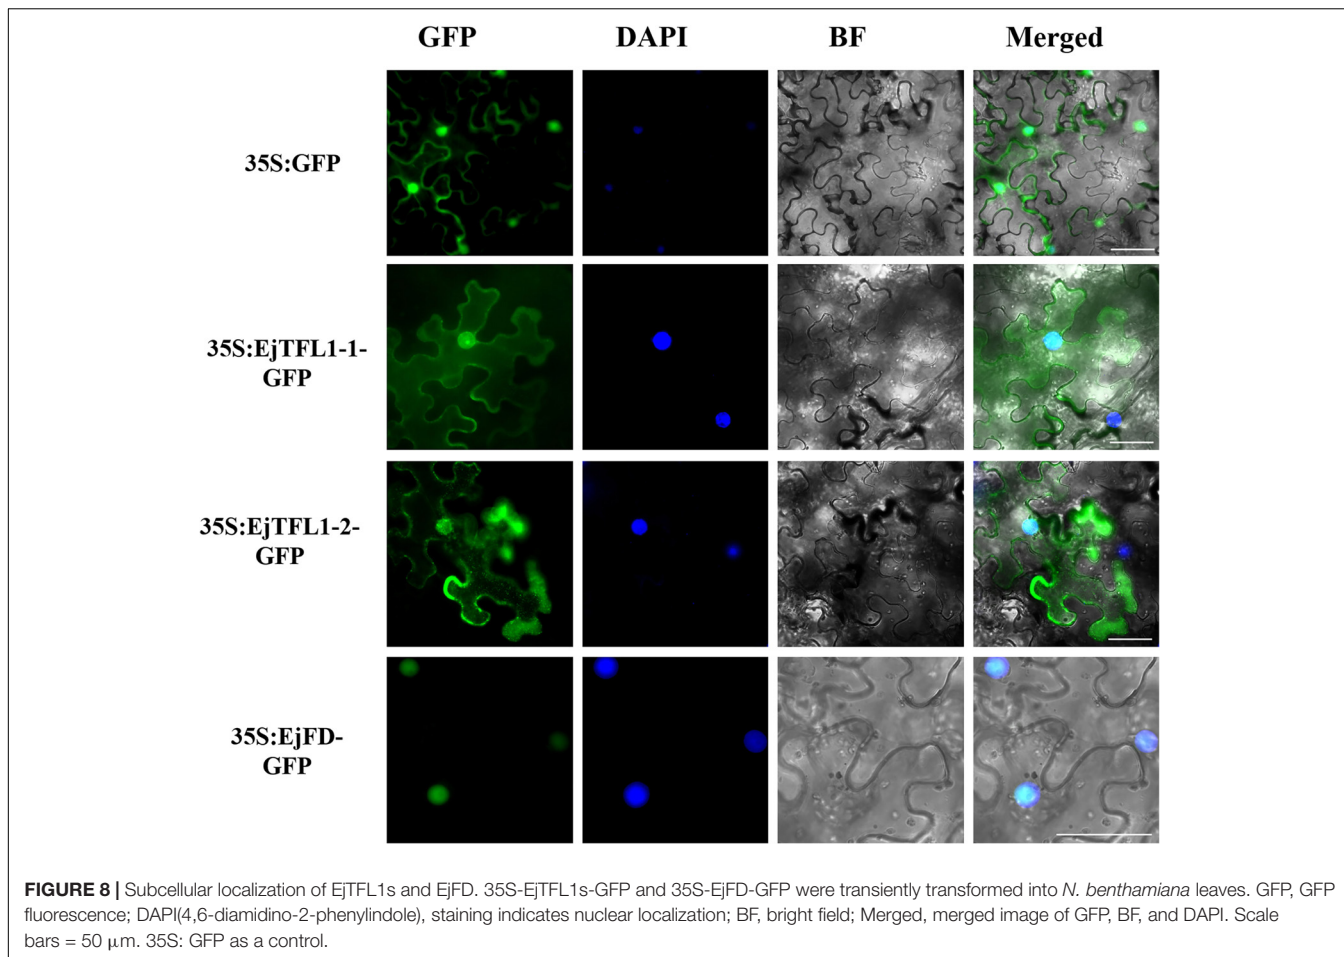 GFP DAPI BF Merged
35S:GFP
35S:EjTFL1-1-
GFP
35S:EjTFL1-2-
GFP
35S:EjFD-
GFP
FIGURE 8 | Subcellular localization of EjTFL1s and EjFD. 35S-EjTFL1s-GFP and 35S-EjFD-GFP were transiently transformed into N. benthamiana leaves. GFP, GFP
fluorescence; DAPI(4,6-diamidino-2-phenylindole), staining indicates nuclear localization; BF, bright field; Merged, merged image of GFP, BF, and DAPI. Scale
bars = 50 μm. 35S: GFP as a control.